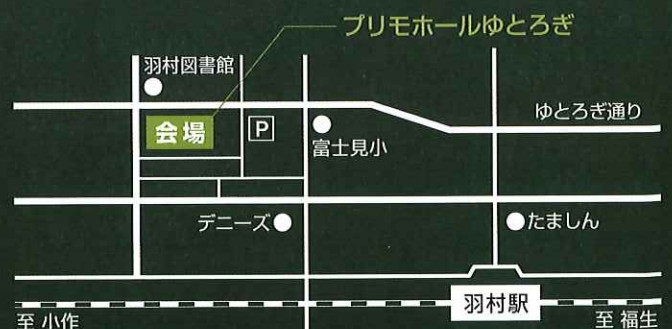 プリモホールゆとろぎ
羽村図書館
会場
P
富士見小
ゆとろぎ通り
デニーズ
たましん
羽村駅
至 小作
至 福生